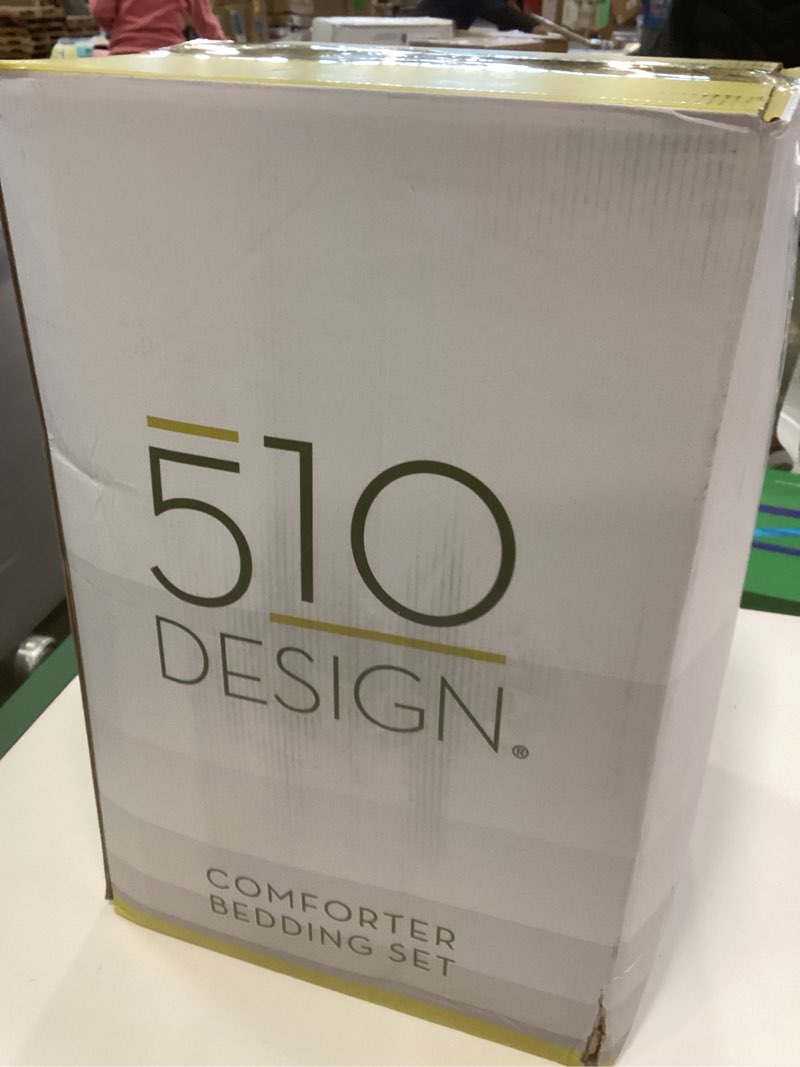 510
DESIGN®
COMFORTER
BEDDING SET